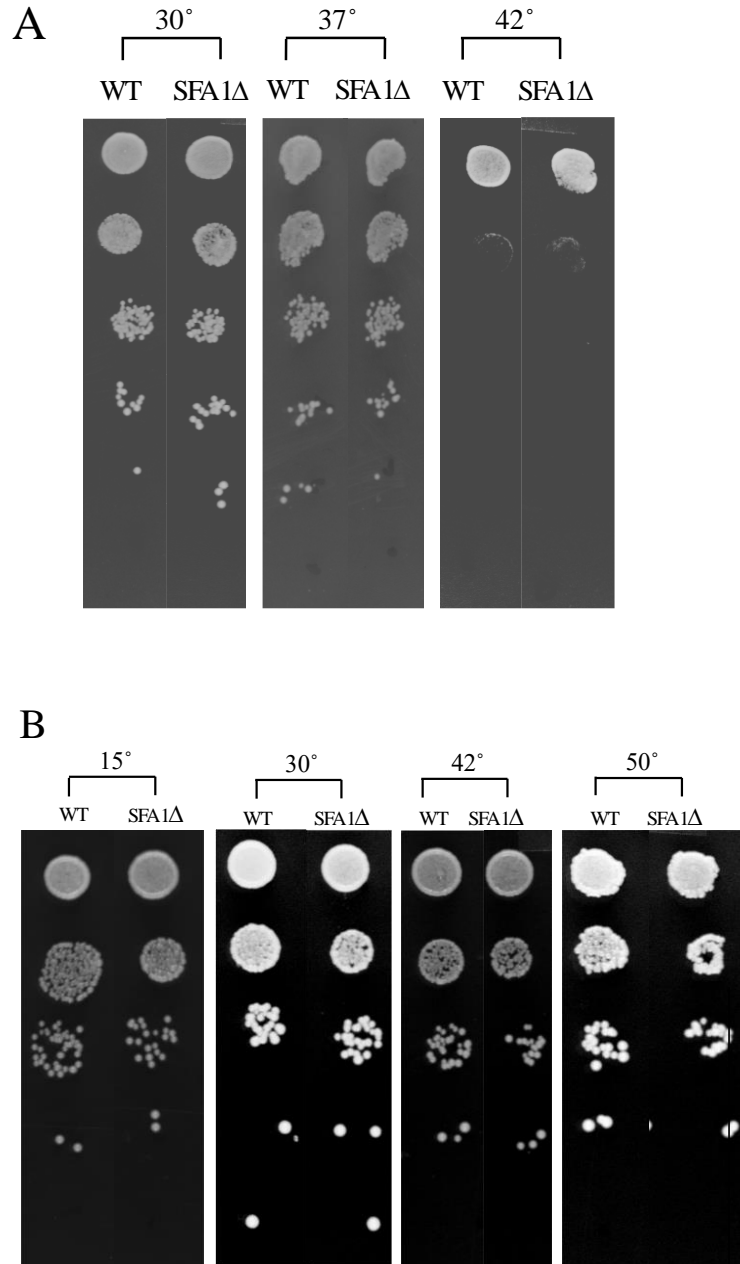 A
30° 37° 42°
WT SFA1Δ WT SFA1Δ WT SFA1Δ
B
15° 30° 42° 50°
WT SFA1Δ WT SFA1Δ WT SFA1Δ WT SFA1Δ